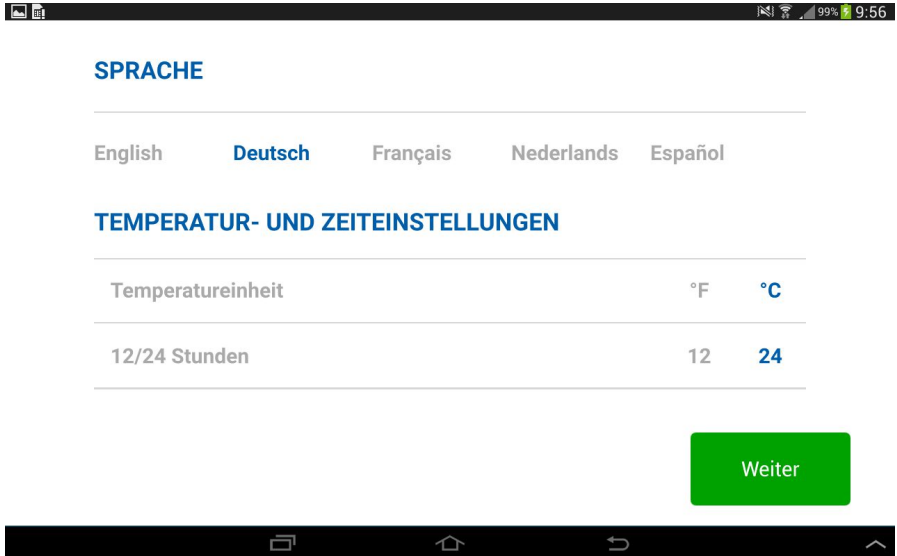 99% 9:56
SPRACHE
English Deutsch Français Nederlands Español
TEMPERATUR- UND ZEITEINSTELLUNGEN
Temperatureinheit °F °C
12/24 Stunden 12 24
Weiter